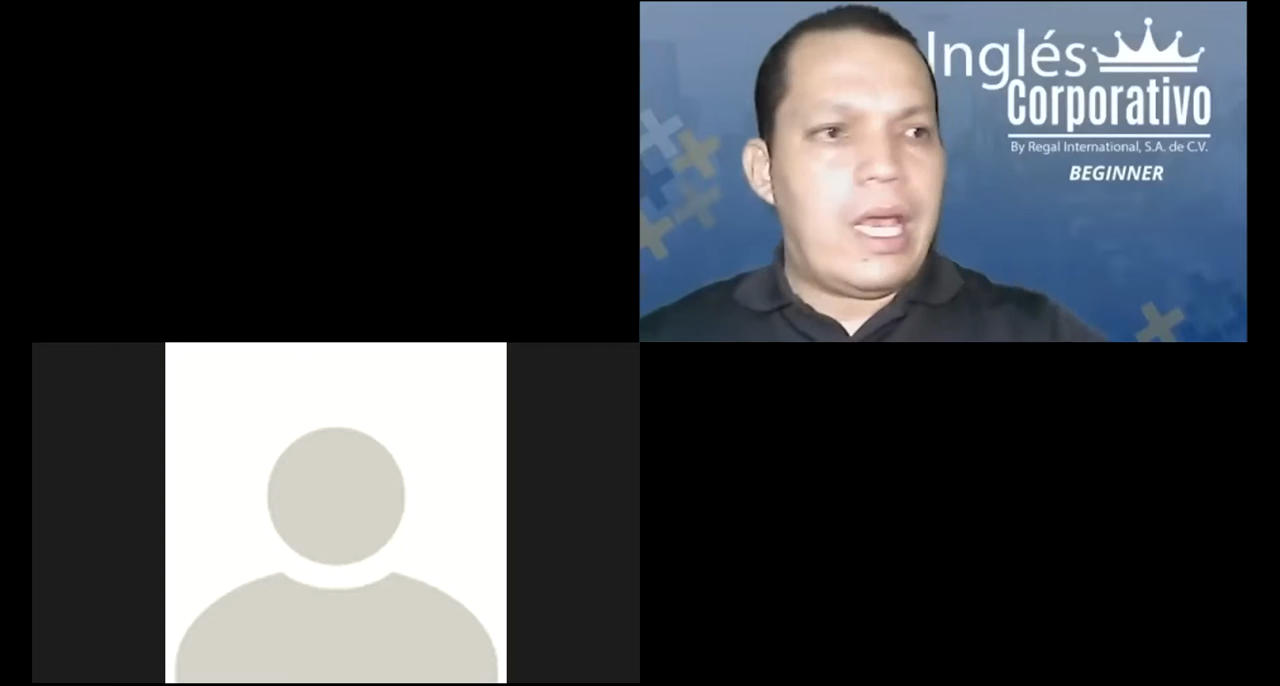 Inglés
Corporativo
By Regal International, S.A. de C.V.
BEGINNER